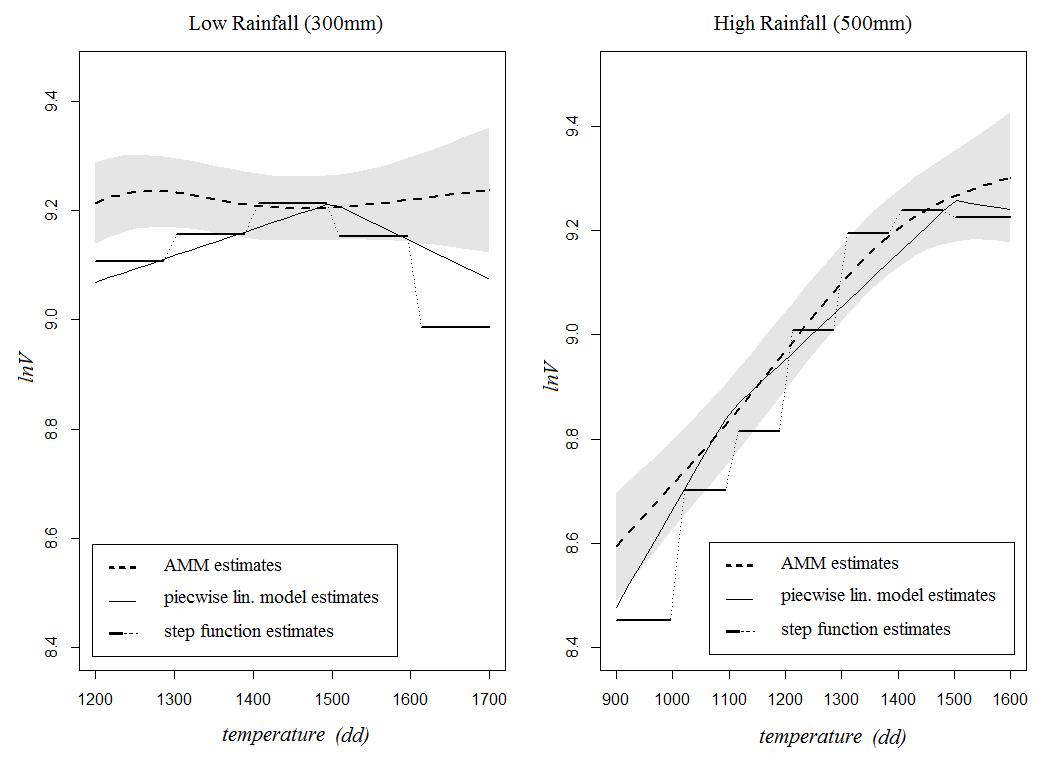 Low Rainfall (300mm)
9.4
9.2
9.0
8.8
8.6
8.4
lnV
AMM estimates
piecwise lin. model estimates
step function estimates
1200 1300 1400 1500 1600 1700
temperature (dd)
High Rainfall (500mm)
9.4
9.2
9.0
8.8
8.6
8.4
lnV
AMM estimates
piecwise lin. model estimates
step function estimates
900 1000 1100 1200 1300 1400 1500 1600
temperature (dd)